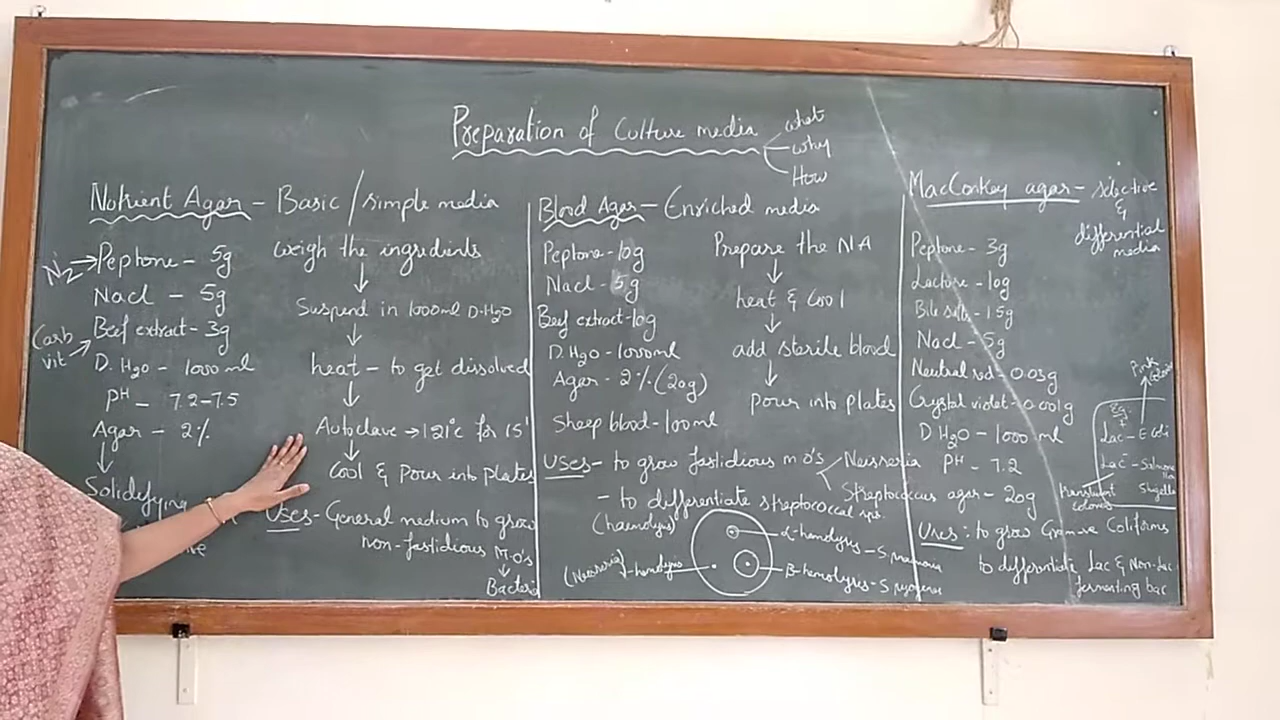 Preparation of Culture media
what
why
How
Nutrient Agar - Basic / simple media
N2 → Peptone - 5g
Nacl - 5g
Carb
vit → Beef extract - 3g
D. H2O - 1000 ml
PH - 7.2-7.5
Agar - 2%
↓
Solidifying
weigh the ingredients
↓
Suspend in 1000ml D.H2O
↓
heat - to get dissolved
↓
Autoclave → 121°c for 15'
↓
Cool & Pour into plates
Uses - General medium to grow
non-fastidious M.O's
↓
Bacteria
Blood Agar - Enriched media
Peptone - 10g
Nacl - 5g
Beef extract - 10g
D. H2O - 1000ml
Agar - 2% (20g)
Sheep blood - 100ml
Prepare the NA
↓
heat & Cool
↓
add sterile blood
↓
pour into plates
Uses - to grow fastidious m.o's
Neisseria
Streptococcus
- to differentiate streptococcal sps.
(haemolysis)
α-hemolysis - S.pneumonia
β-hemolysis - S.pyogenes
(Neisseria) γ-hemolysis
MacConkey agar - selective
&
differential
media
Peptone - 3g
Lactose - 10g
Bile salts - 1.5g
Nacl - 5g
Neutral red - 0.03g
Crystal violet - 0.001g
D H2O - 1000 ml
PH - 7.2
agar - 20g
Pink
Eg.
Lac+ - E.coli
Lac- - Salmonella
Shigella
translucent
colonies
Uses : to grow Gram-ve Coliforms
to differentiate Lac & Non-Lac
fermenting bac